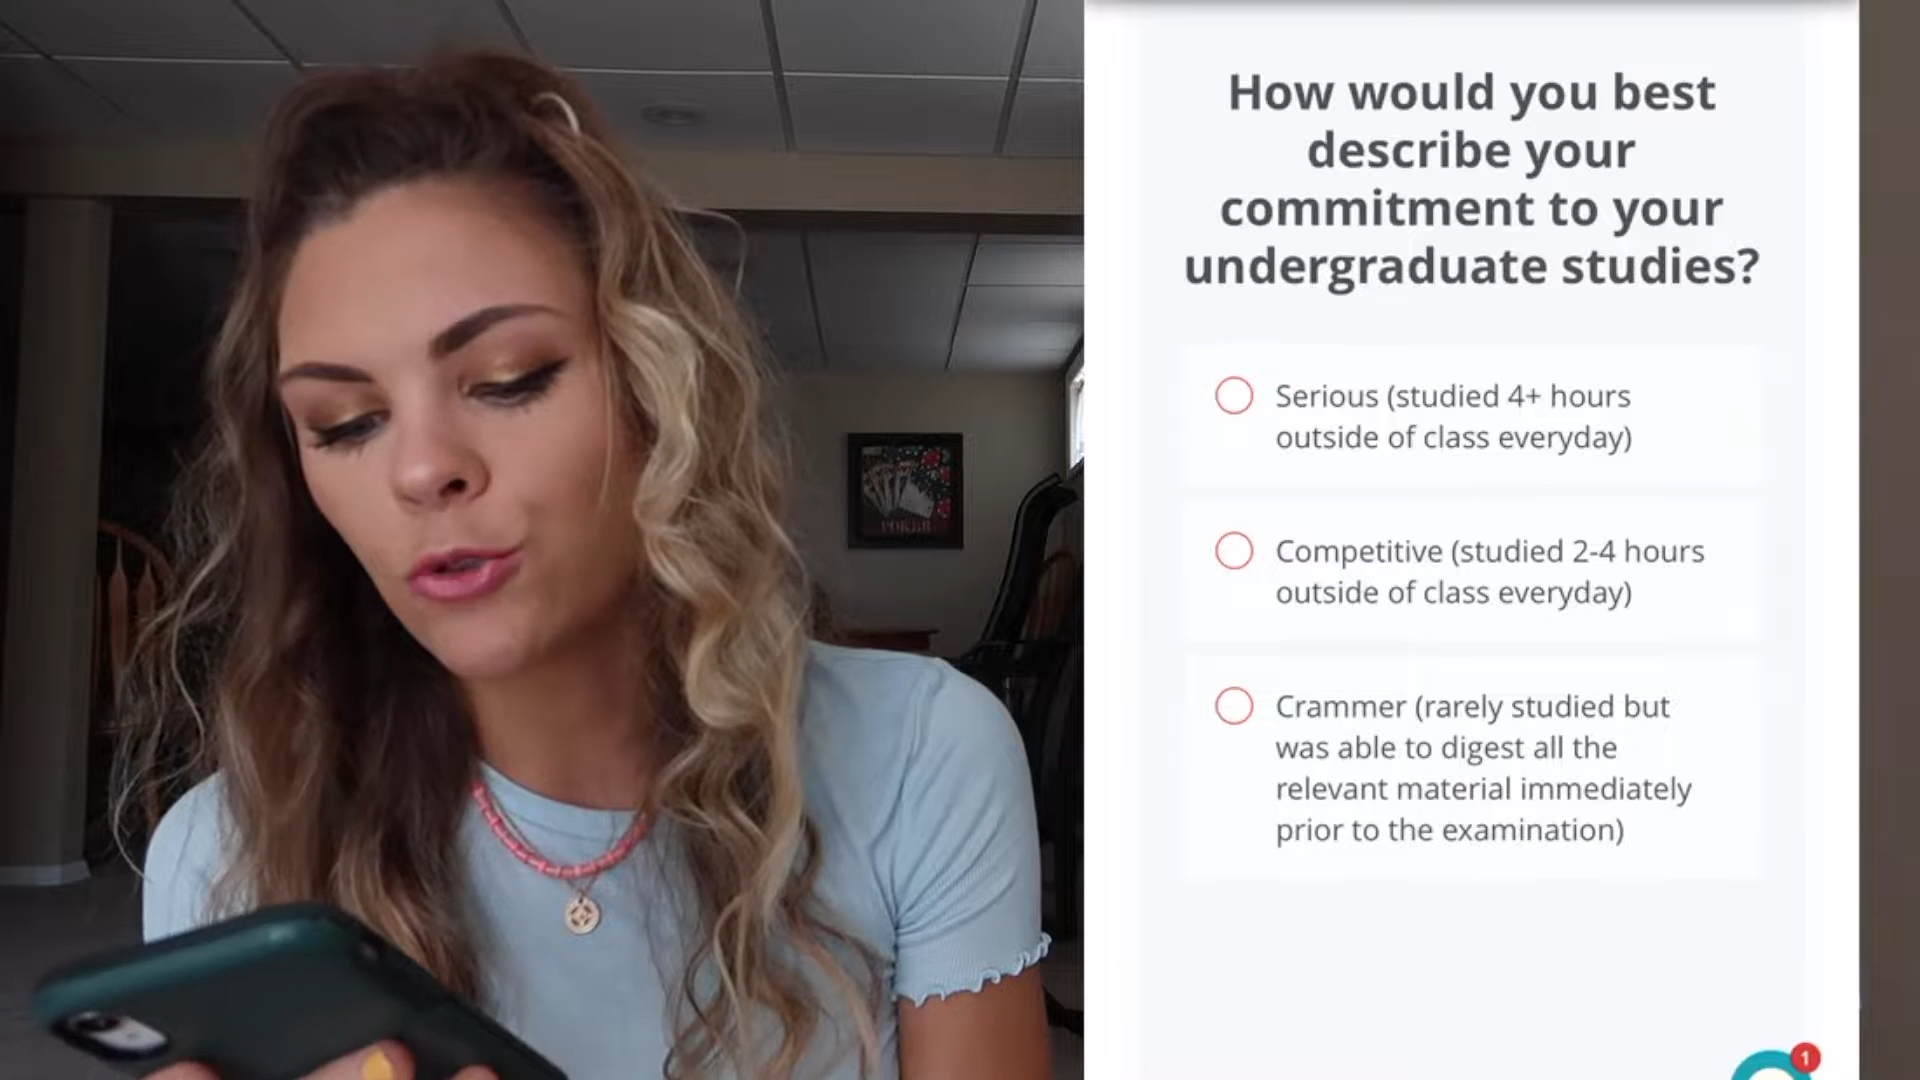 How would you best
describe your
commitment to your
undergraduate studies?
Serious (studied 4+ hours
outside of class everyday)
Competitive (studied 2-4 hours
outside of class everyday)
Crammer (rarely studied but
was able to digest all the
relevant material immediately
prior to the examination)
POKER
1